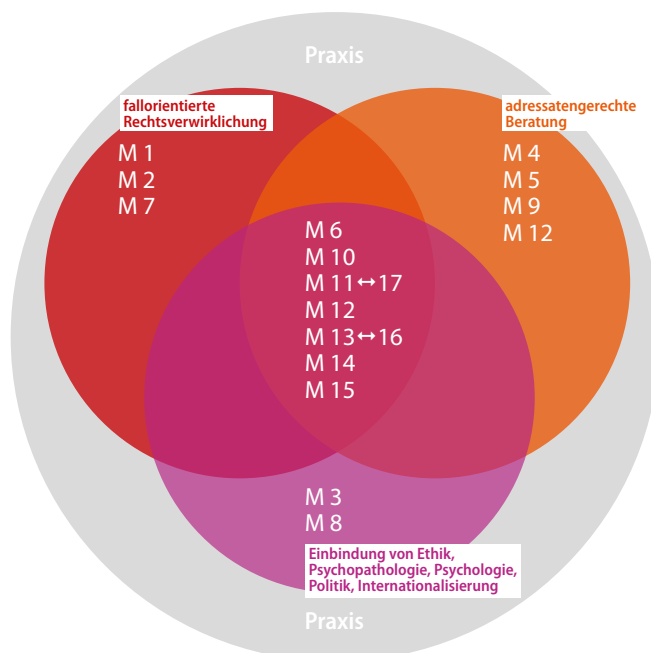 Praxis
fallorientierte
Rechtsverwirklichung
M 1
M 2
M 7
adressatengerechte
Beratung
M 4
M 5
M 9
M 12
M 6
M 10
M 11↔17
M 12
M 13↔16
M 14
M 15
M 3
M 8
Einbindung von Ethik,
Psychopathologie, Psychologie,
Politik, Internationalisierung
Praxis